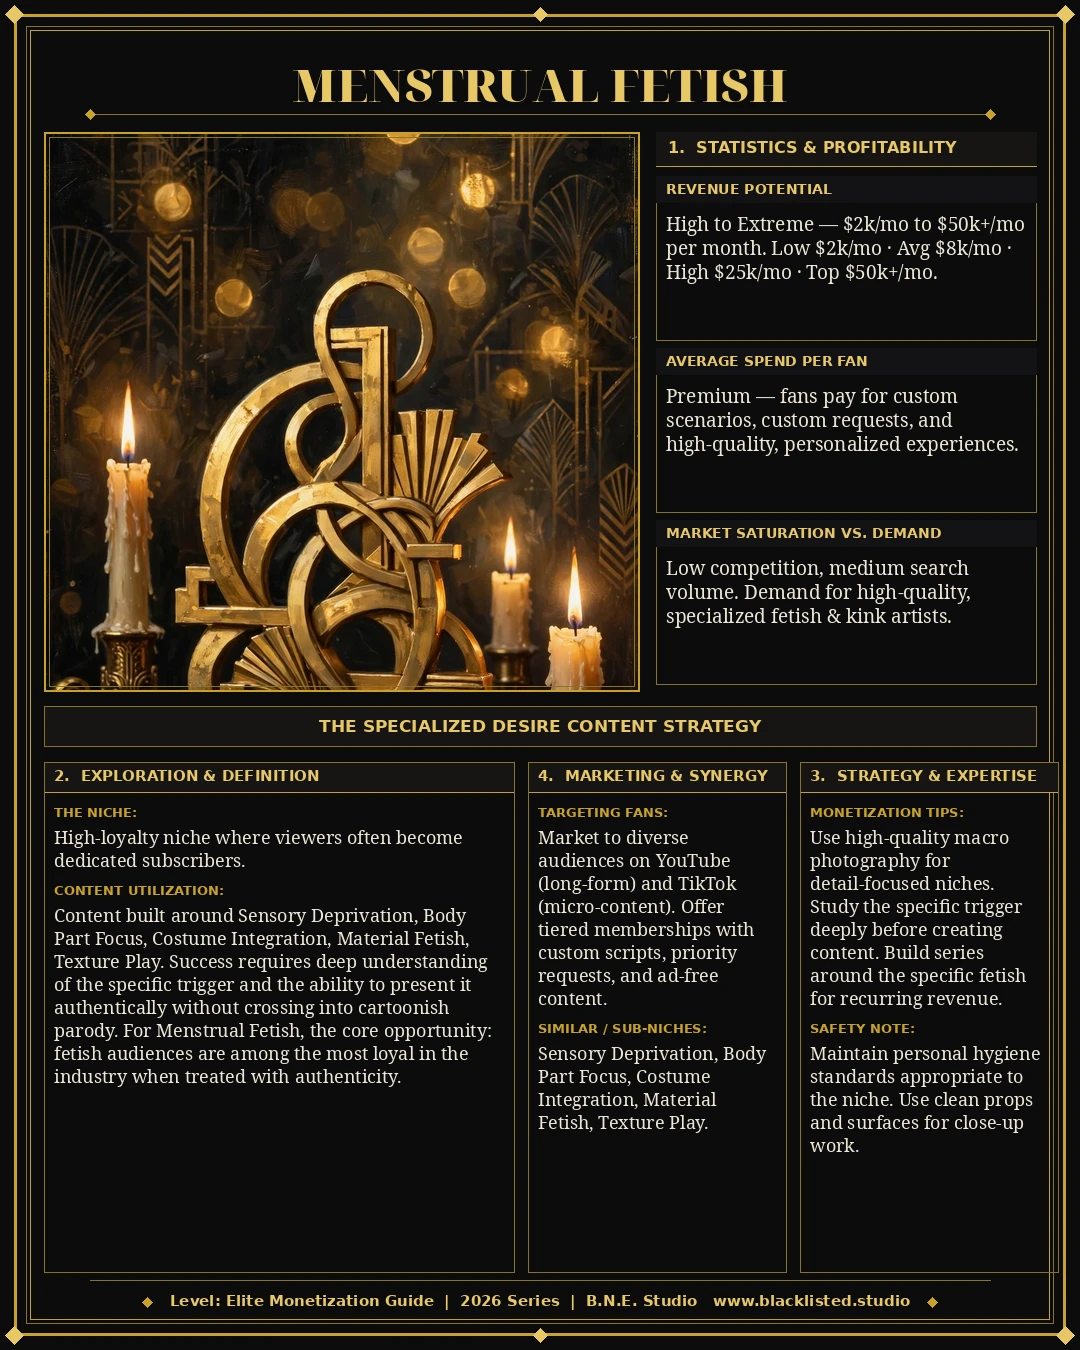 MENSTRUAL FETISH
1. STATISTICS & PROFITABILITY
REVENUE POTENTIAL
High to Extreme — $2k/mo to $50k+/mo
per month. Low $2k/mo · Avg $8k/mo ·
High $25k/mo · Top $50k+/mo.
AVERAGE SPEND PER FAN
Premium — fans pay for custom
scenarios, custom requests, and
high-quality, personalized experiences.
MARKET SATURATION VS. DEMAND
Low competition, medium search
volume. Demand for high-quality,
specialized fetish & kink artists.
THE SPECIALIZED DESIRE CONTENT STRATEGY
2. EXPLORATION & DEFINITION
THE NICHE:
High-loyalty niche where viewers often become
dedicated subscribers.
CONTENT UTILIZATION:
Content built around Sensory Deprivation, Body
Part Focus, Costume Integration, Material Fetish,
Texture Play. Success requires deep understanding
of the specific trigger and the ability to present it
authentically without crossing into cartoonish
parody. For Menstrual Fetish, the core opportunity:
fetish audiences are among the most loyal in the
industry when treated with authenticity.
4. MARKETING & SYNERGY
TARGETING FANS:
Market to diverse
audiences on YouTube
(long-form) and TikTok
(micro-content). Offer
tiered memberships with
custom scripts, priority
requests, and ad-free
content.
SIMILAR / SUB-NICHES:
Sensory Deprivation, Body
Part Focus, Costume
Integration, Material
Fetish, Texture Play.
3. STRATEGY & EXPERTISE
MONETIZATION TIPS:
Use high-quality macro
photography for
detail-focused niches.
Study the specific trigger
deeply before creating
content. Build series
around the specific fetish
for recurring revenue.
SAFETY NOTE:
Maintain personal hygiene
standards appropriate to
the niche. Use clean props
and surfaces for close-up
work.
Level: Elite Monetization Guide | 2026 Series | B.N.E. Studio www.blacklisted.studio